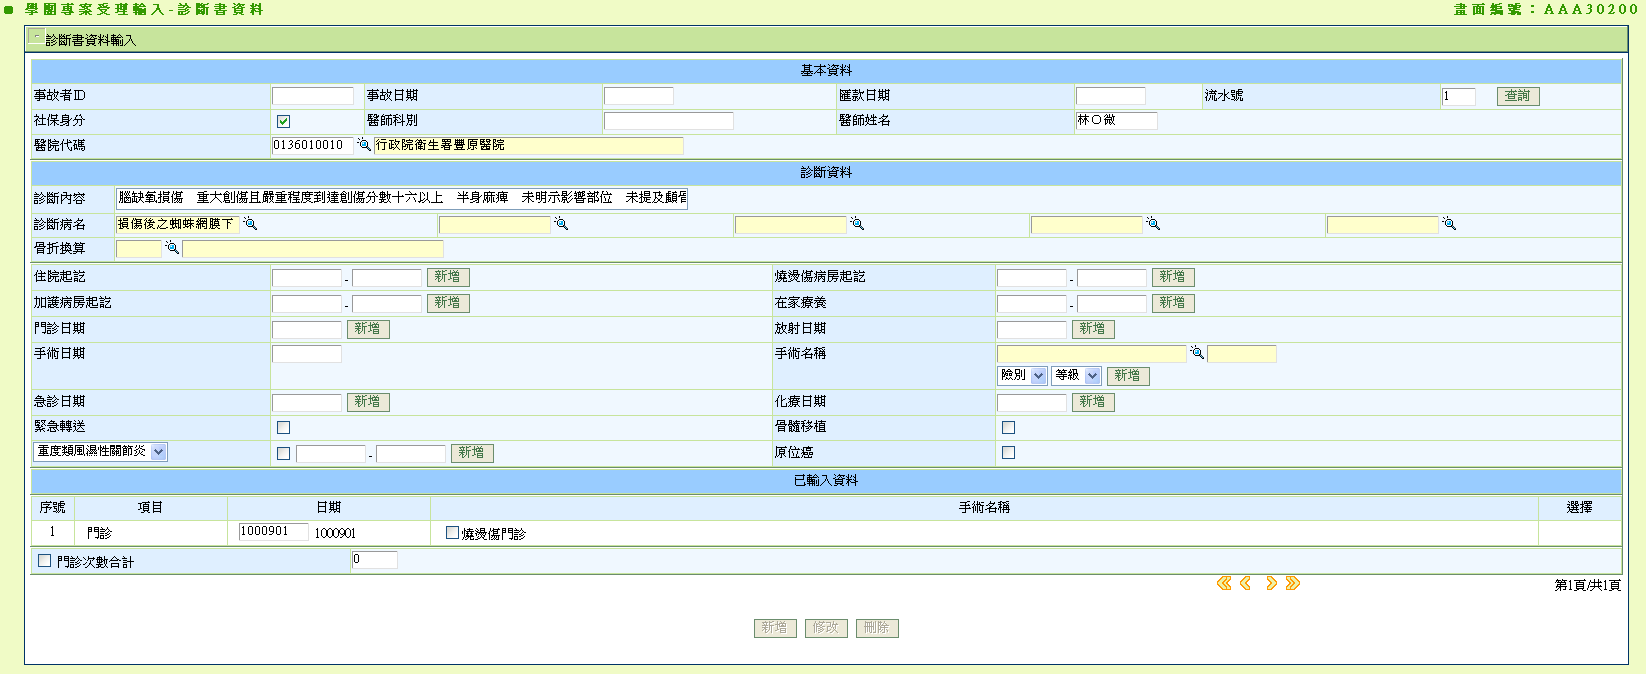 學團專案受理輸入-診斷書資料 畫面編號：AAA30200
診斷書資料輸入
基本資料
事故者ID 事故日期 匯款日期 流水號 1 查詢
社保身分 醫師科別 醫師姓名 林○微
醫院代碼 0136010010 行政院衛生署豐原醫院
診斷資料
診斷內容 腦缺氧損傷 重大創傷且嚴重程度到達創傷分數十六以上 半身麻痺 未明示影響部位 未提及顱骨
診斷病名 損傷後之蜘蛛網膜下
骨折換算
住院起訖 - 新增 燒燙傷病房起訖 - 新增
加護病房起訖 - 新增 在家療養 - 新增
門診日期 新增 放射日期 新增
手術日期 手術名稱
險別 等級 新增
急診日期 新增 化療日期 新增
緊急轉送 骨髓移植
重度類風濕性關節炎 - 新增 原位癌
已輸入資料
序號 項目 日期 手術名稱 選擇
1 門診 1000901 1000901 燒燙傷門診
門診次數合計 0
第1頁/共1頁
新增 修改 刪除